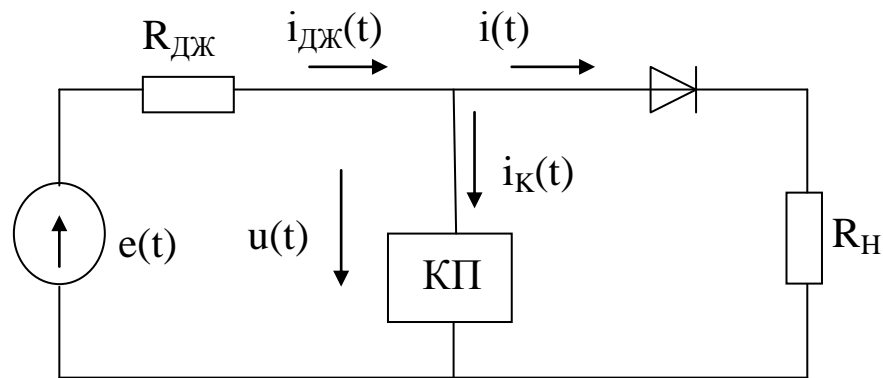 R_ДЖ
i_ДЖ(t)
i(t)
i_К(t)
e(t)
u(t)
КП
R_Н